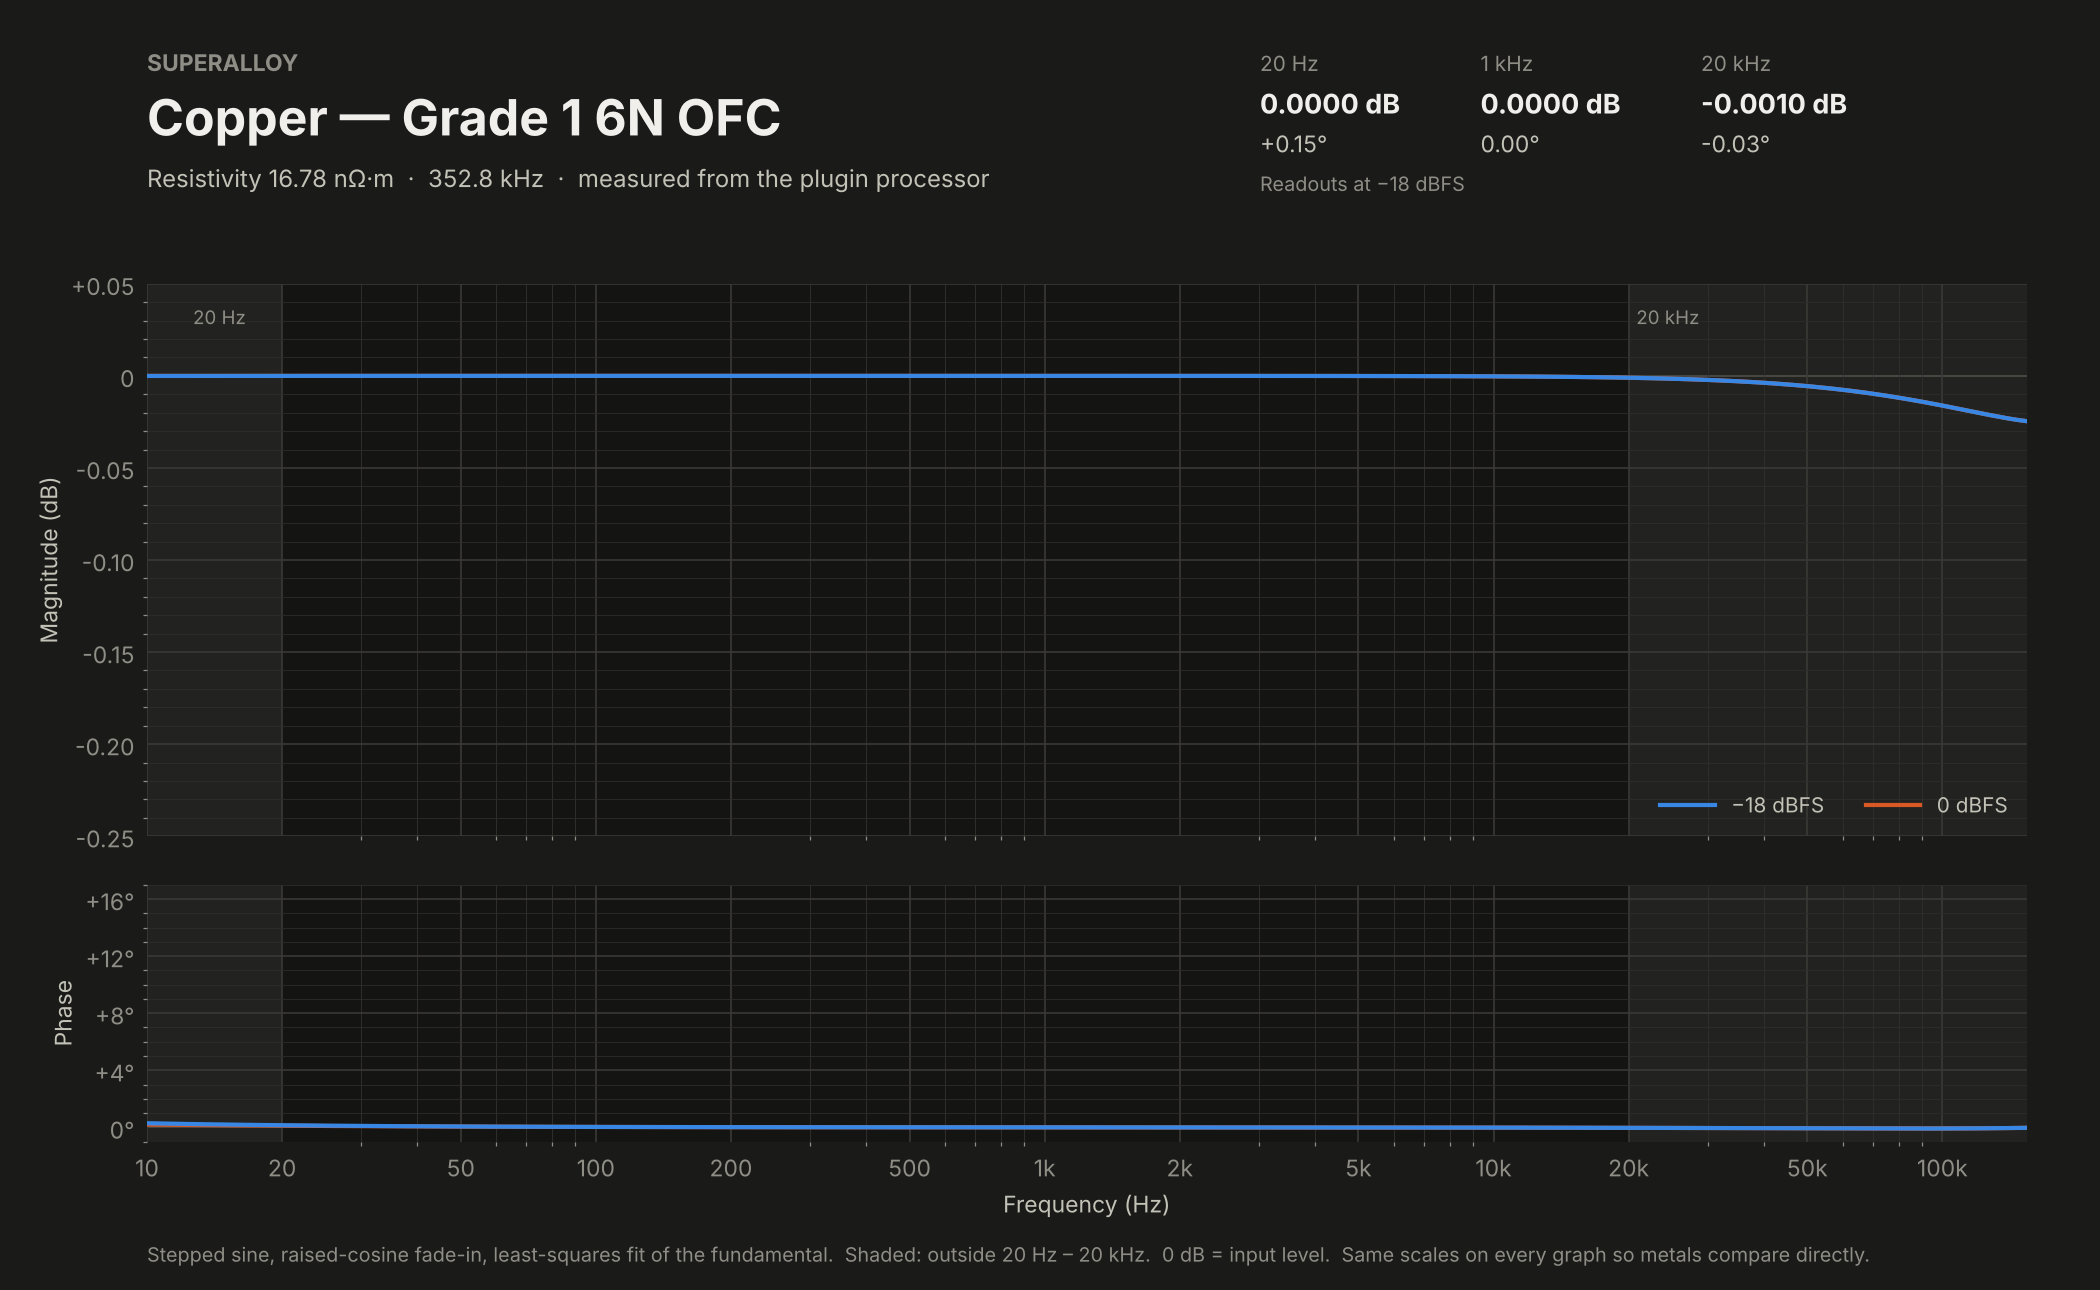 SUPERALLOY
Copper — Grade 1 6N OFC
Resistivity 16.78 nΩ·m · 352.8 kHz · measured from the plugin processor
20 Hz 1 kHz 20 kHz
0.0000 dB 0.0000 dB -0.0010 dB
+0.15° 0.00° -0.03°
Readouts at −18 dBFS
Magnitude (dB)
+0.05
0
-0.05
-0.10
-0.15
-0.20
-0.25
20 Hz
20 kHz
−18 dBFS 0 dBFS
Phase
+16°
+12°
+8°
+4°
0°
10 20 50 100 200 500 1k 2k 5k 10k 20k 50k 100k
Frequency (Hz)
Stepped sine, raised-cosine fade-in, least-squares fit of the fundamental. Shaded: outside 20 Hz – 20 kHz. 0 dB = input level. Same scales on every graph so metals compare directly.